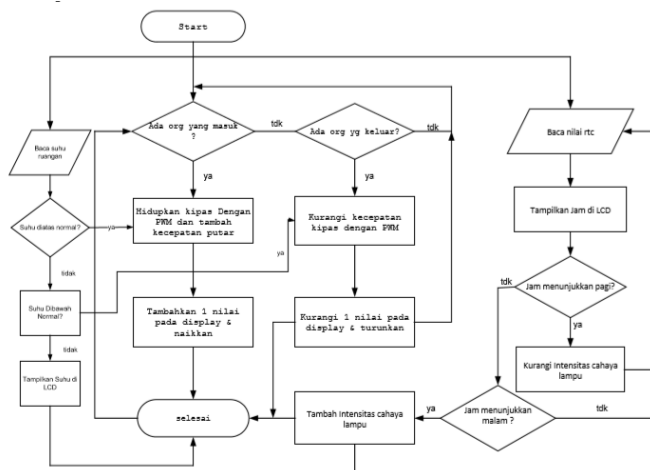 Start
Ada org yang masuk
?
tdk
Ada org yg keluar?
tdk
Baca nilai rtc
Baca suhu
ruangan
ya
ya
Hidupkan kipas Dengan
PWM dan tambah
kecepatan putar
Kurangi kecepatan
kipas dengan PWM
Tampilkan Jam di LCD
Suhu diatas normal?
ya
ya
tidak
tdk
Jam menunjukkan pagi?
Suhu Dibawah
Normal?
Tambahkan 1 nilai
pada display &
naikkan
Kurangi 1 nilai pada
display & turunkan
ya
tidak
Kurangi Intensitas cahaya
lampu
Tampilkan Suhu di
LCD
selesai
Tambah Intensitas cahaya
lampu
ya
Jam menunjukkan
malam ?
tdk